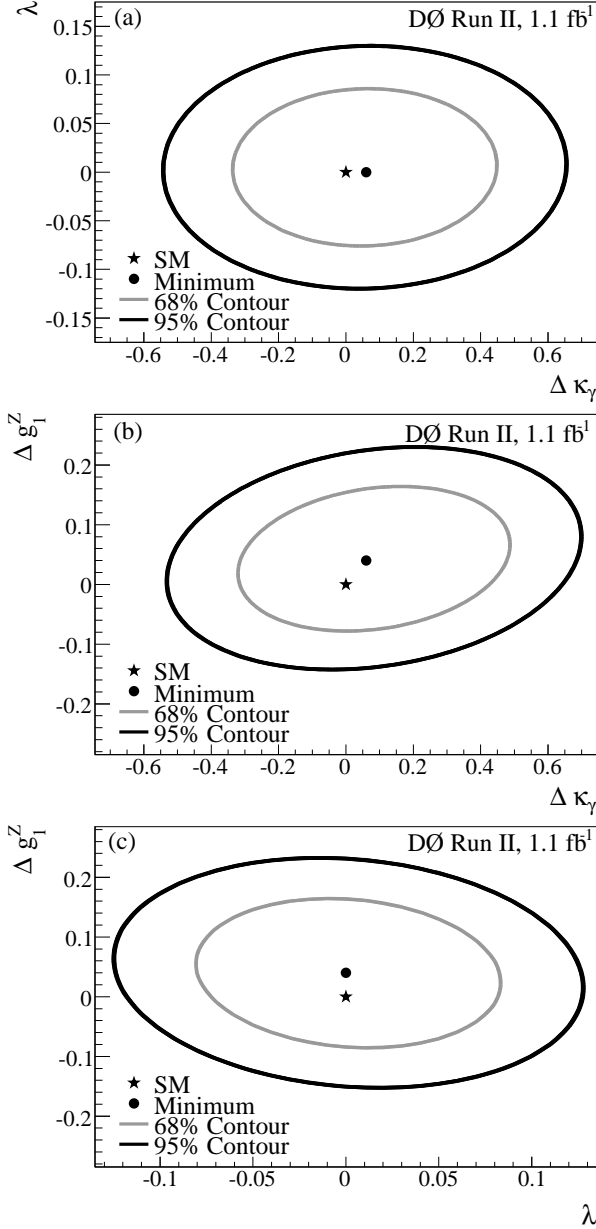 λ
(a) DØ Run II, 1.1 fb⁻¹
0.15
0.1
0.05
0
-0.05
-0.1
-0.15
SM
Minimum
68% Contour
95% Contour
-0.6 -0.4 -0.2 0 0.2 0.4 0.6
Δ κ_γ
Δ g₁ᶻ
(b) DØ Run II, 1.1 fb⁻¹
0.2
0.1
0
-0.1
-0.2
SM
Minimum
68% Contour
95% Contour
-0.6 -0.4 -0.2 0 0.2 0.4 0.6
Δ κ_γ
Δ g₁ᶻ
(c) DØ Run II, 1.1 fb⁻¹
0.2
0.1
0
-0.1
-0.2
SM
Minimum
68% Contour
95% Contour
-0.1 -0.05 0 0.05 0.1
λ